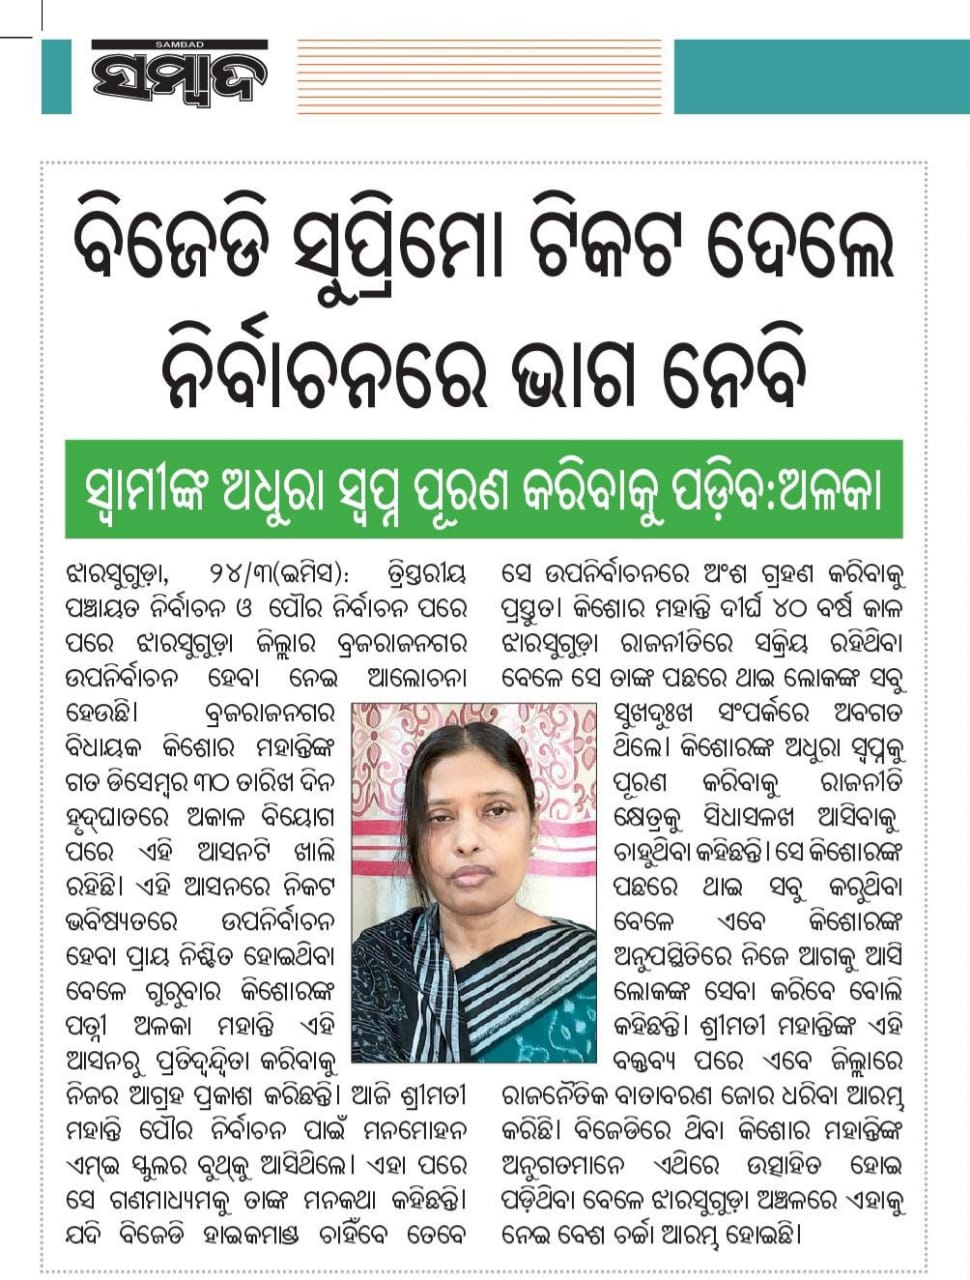 SAMBAD
ସମ୍ବାଦ
ବିଜେଡି ସୁପ୍ରିମୋ ଟିକଟ ଦେଲେ
ନିର୍ବାଚନରେ ଭାଗ ନେବି
ସ୍ୱାମୀଙ୍କ ଅଧୁରା ସ୍ୱପ୍ନ ପୂରଣ କରିବାକୁ ପଡ଼ିବ:ଅଳକା
ଝାରସୁଗୁଡ଼ା, ୨୪/୩(ଇମିସ): ତ୍ରିସ୍ତରୀୟ
ପଞ୍ଚାୟତ ନିର୍ବାଚନ ଓ ପୌର ନିର୍ବାଚନ ପରେ
ପରେ ଝାରସୁଗୁଡ଼ା ଜିଲ୍ଲାର ବ୍ରଜରାଜନଗର
ଉପନିର୍ବାଚନ ହେବା ନେଇ ଆଲୋଚନା
ହେଉଛି। ବ୍ରଜରାଜନଗର
ବିଧାୟକ କିଶୋର ମହାନ୍ତିଙ୍କ
ଗତ ଡିସେମ୍ବର ୩୦ ତାରିଖ ଦିନ
ହୃଦ୍‌ଘାତରେ ଅକାଳ ବିୟୋଗ
ପରେ ଏହି ଆସନଟି ଖାଲି
ରହିଛି। ଏହି ଆସନରେ ନିକଟ
ଭବିଷ୍ୟତରେ ଉପନିର୍ବାଚନ
ହେବା ପ୍ରାୟ ନିଶ୍ଚିତ ହୋଇଥିବା
ବେଳେ ଗୁରୁବାର କିଶୋରଙ୍କ
ପତ୍ନୀ ଅଳକା ମହାନ୍ତି ଏହି
ଆସନରୁ ପ୍ରତିଦ୍ୱନ୍ଦ୍ୱିତା କରିବାକୁ
ନିଜର ଆଗ୍ରହ ପ୍ରକାଶ କରିଛନ୍ତି। ଆଜି ଶ୍ରୀମତୀ
ମହାନ୍ତି ପୌର ନିର୍ବାଚନ ପାଇଁ ମନମୋହନ
ଏମ୍‌ଇ ସ୍କୁଲର ବୁଥ୍‌କୁ ଆସିଥିଲେ। ଏହା ପରେ
ସେ ଗଣମାଧ୍ୟମକୁ ତାଙ୍କ ମନକଥା କହିଛନ୍ତି।
ଯଦି ବିଜେଡି ହାଇକମାଣ୍ଡ ଚାହିଁବେ ତେବେ
ସେ ଉପନିର୍ବାଚନରେ ଅଂଶ ଗ୍ରହଣ କରିବାକୁ
ପ୍ରସ୍ତୁତ। କିଶୋର ମହାନ୍ତି ଦୀର୍ଘ ୪୦ ବର୍ଷ କାଳ
ଝାରସୁଗୁଡ଼ା ରାଜନୀତିରେ ସକ୍ରିୟ ରହିଥିବା
ବେଳେ ସେ ତାଙ୍କ ପଛରେ ଥାଇ ଲୋକଙ୍କ ସବୁ
ସୁଖଦୁଃଖ ସଂପର୍କରେ ଅବଗତ
ଥିଲେ। କିଶୋରଙ୍କ ଅଧୁରା ସ୍ୱପ୍ନକୁ
ପୂରଣ କରିବାକୁ ରାଜନୀତି
କ୍ଷେତ୍ରକୁ ସିଧାସଳଖ ଆସିବାକୁ
ଚାହୁଥିବା କହିଛନ୍ତି। ସେ କିଶୋରଙ୍କ
ପଛରେ ଥାଇ ସବୁ କରୁଥିବା
ବେଳେ ଏବେ କିଶୋରଙ୍କ
ଅନୁପସ୍ଥିତିରେ ନିଜେ ଆଗକୁ ଆସି
ଲୋକଙ୍କ ସେବା କରିବେ ବୋଲି
କହିଛନ୍ତି। ଶ୍ରୀମତୀ ମହାନ୍ତିଙ୍କ ଏହି
ବକ୍ତବ୍ୟ ପରେ ଏବେ ଜିଲ୍ଲାରେ
ରାଜନୈତିକ ବାତାବରଣ ଜୋର ଧରିବା ଆରମ୍ଭ
କରିଛି। ବିଜେଡିରେ ଥିବା କିଶୋର ମହାନ୍ତିଙ୍କ
ଅନୁଗତମାନେ ଏଥିରେ ଉତ୍ସାହିତ ହୋଇ
ପଡ଼ିଥିବା ବେଳେ ଝାରସୁଗୁଡ଼ା ଅଞ୍ଚଳରେ ଏହାକୁ
ନେଇ ବେଶ ଚର୍ଚ୍ଚା ଆରମ୍ଭ ହୋଇଛି।